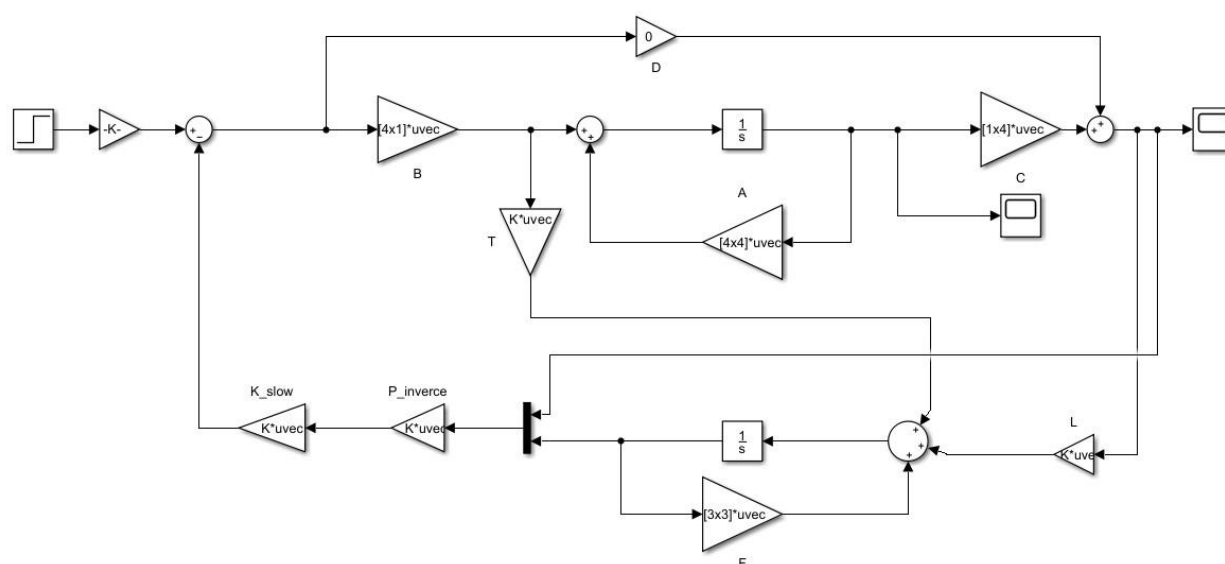 0
D
-K-
+
−
[4x1]*uvec
B
+
+
1
s
[1x4]*uvec
C
+
+
K*uvec
T
A
[4x4]*uvec
K_slow
K*uvec
P_inverce
K*uvec
1
s
+
+
+
L
K*uve
[3x3]*uvec